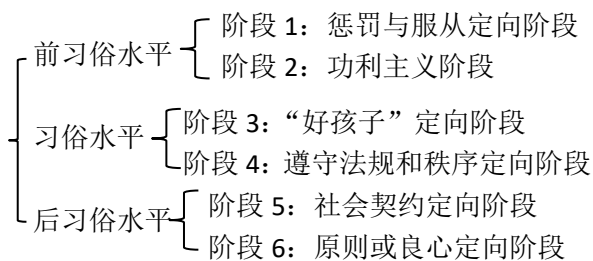 前习俗水平
阶段 1：惩罚与服从定向阶段
阶段 2：功利主义阶段
习俗水平
阶段 3：“好孩子”定向阶段
阶段 4：遵守法规和秩序定向阶段
后习俗水平
阶段 5：社会契约定向阶段
阶段 6：原则或良心定向阶段